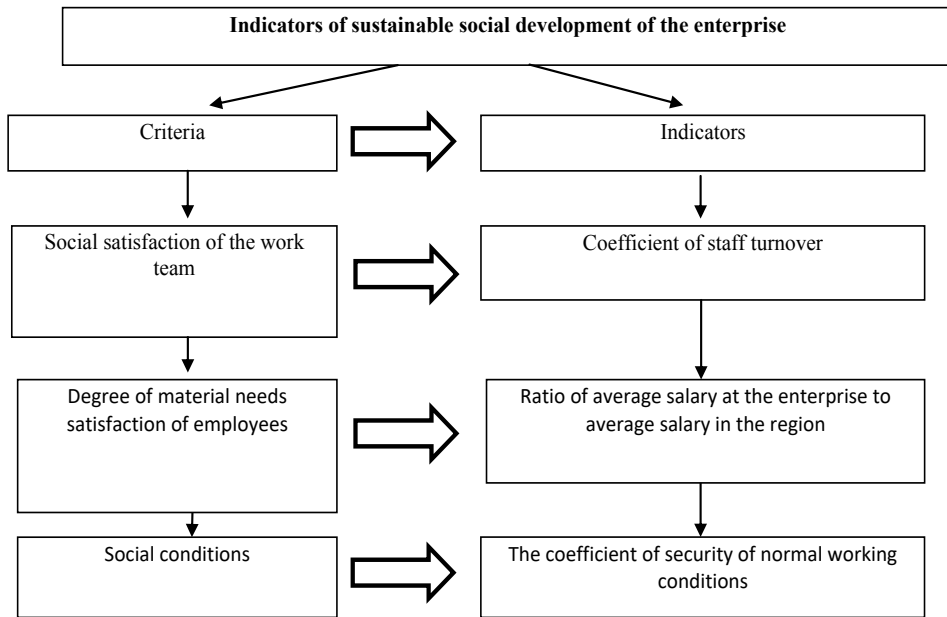 Indicators of sustainable social development of the enterprise
Criteria
Indicators
Social satisfaction of the work
team
Coefficient of staff turnover
Degree of material needs
satisfaction of employees
Ratio of average salary at the enterprise to
average salary in the region
Social conditions
The coefficient of security of normal working
conditions